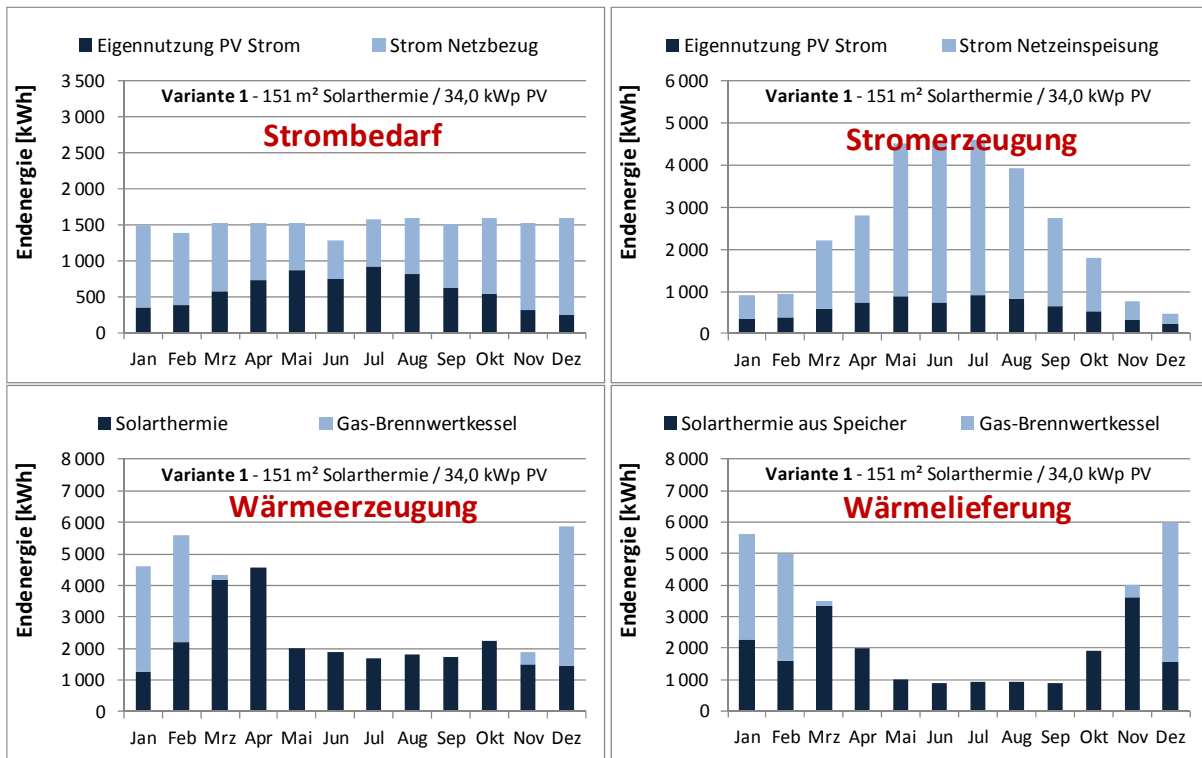 Eigennutzung PV Strom Strom Netzbezug
Endenergie [kWh]
Variante 1 - 151 m² Solarthermie / 34,0 kWp PV
Strombedarf
3 500
3 000
2 500
2 000
1 500
1 000
500
0
Jan Feb Mrz Apr Mai Jun Jul Aug Sep Okt Nov Dez
Eigennutzung PV Strom Strom Netzeinspeisung
Endenergie [kWh]
Variante 1 - 151 m² Solarthermie / 34,0 kWp PV
Stromerzeugung
6 000
5 000
4 000
3 000
2 000
1 000
0
Jan Feb Mrz Apr Mai Jun Jul Aug Sep Okt Nov Dez
Solarthermie Gas-Brennwertkessel
Endenergie [kWh]
Variante 1 - 151 m² Solarthermie / 34,0 kWp PV
Wärmeerzeugung
8 000
7 000
6 000
5 000
4 000
3 000
2 000
1 000
0
Jan Feb Mrz Apr Mai Jun Jul Aug Sep Okt Nov Dez
Solarthermie aus Speicher Gas-Brennwertkessel
Endenergie [kWh]
Variante 1 - 151 m² Solarthermie / 34,0 kWp PV
Wärmelieferung
8 000
7 000
6 000
5 000
4 000
3 000
2 000
1 000
0
Jan Feb Mrz Apr Mai Jun Jul Aug Sep Okt Nov Dez